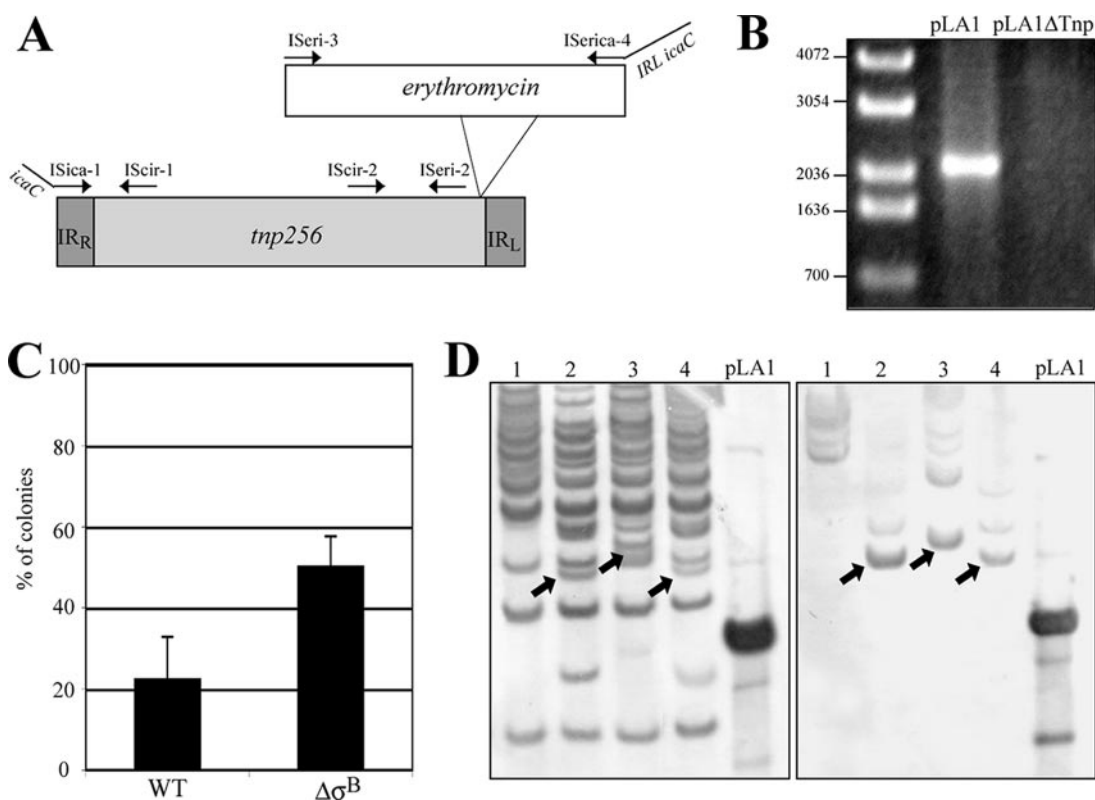 A
ISeri-3
ISerica-4
IRL icaC
erythromycin
icaC
ISica-1
IScir-1
IScir-2
ISeri-2
IRR
tnp256
IRL
B
pLA1 pLA1ΔTnp
4072
3054
2036
1636
700
C
% of colonies
100
80
60
40
20
0
WT
ΔσB
D
1 2 3 4 pLA1
1 2 3 4 pLA1